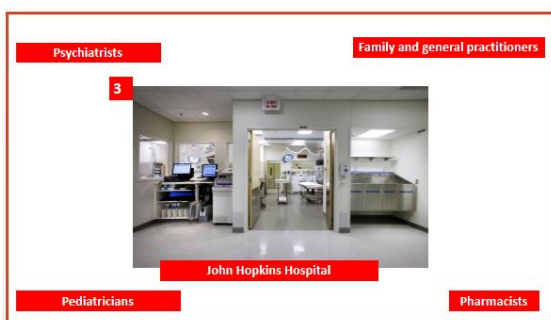 Psychiatrists
Family and general practitioners
3
John Hopkins Hospital
Pediatricians
Pharmacists